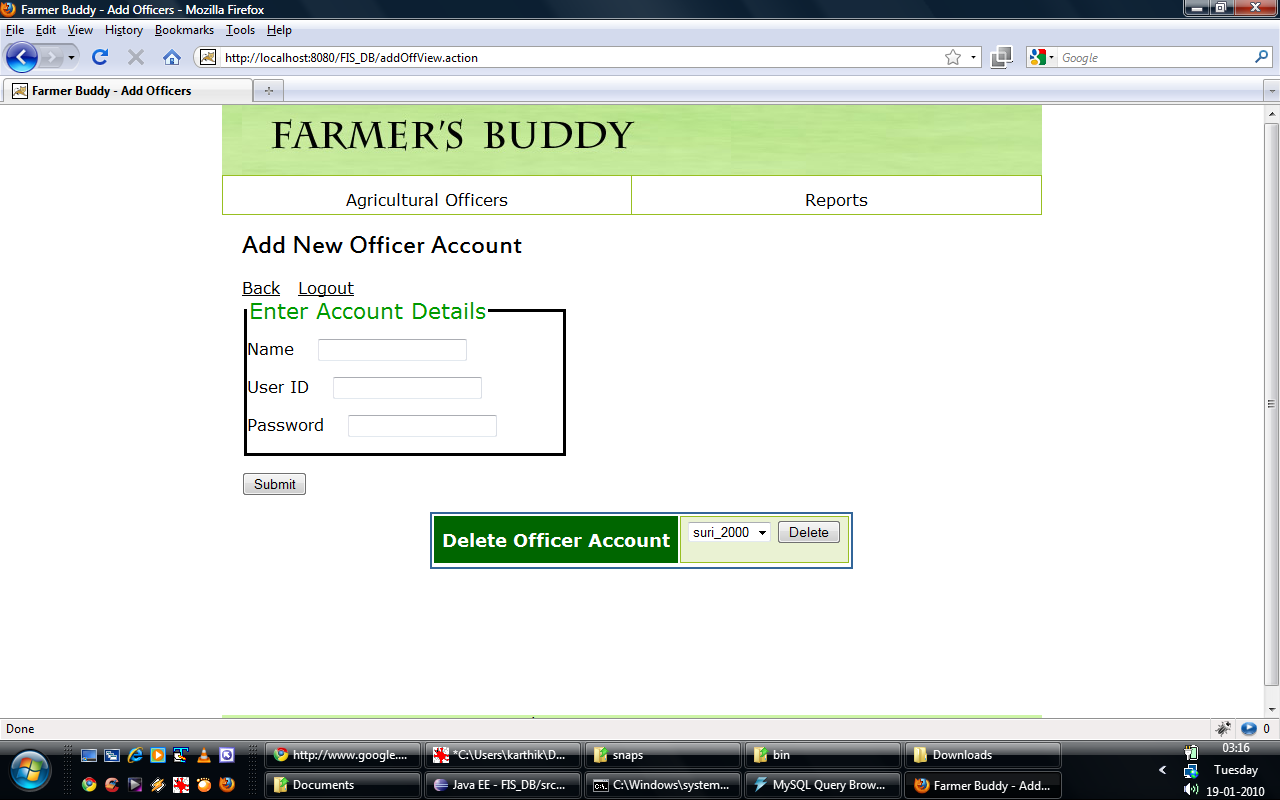 Farmer Buddy - Add Officers - Mozilla Firefox
File Edit View History Bookmarks Tools Help
http://localhost:8080/FIS_DB/addOffView.action
Google
Farmer Buddy - Add Officers
FARMER'S BUDDY
Agricultural Officers Reports
Add New Officer Account
Back Logout
Enter Account Details
Name
User ID
Password
Submit
Delete Officer Account suri_2000 Delete
Done 0
http://www.google.... *C:\Users\karthik\D... snaps bin Downloads 03:16
Tuesday
Documents Java EE - FIS_DB/src... C:\Windows\system... MySQL Query Brow... Farmer Buddy - Add... 19-01-2010